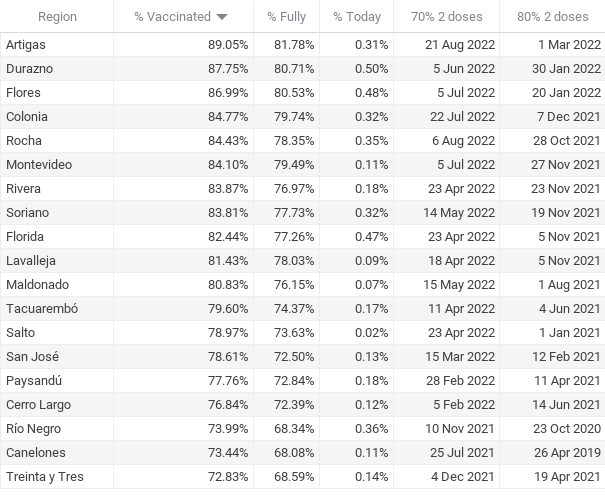 Region % Vaccinated % Fully % Today 70% 2 doses 80% 2 doses
Artigas 89.05% 81.78% 0.31% 21 Aug 2022 1 Mar 2022
Durazno 87.75% 80.71% 0.50% 5 Jun 2022 30 Jan 2022
Flores 86.99% 80.53% 0.48% 5 Jul 2022 20 Jan 2022
Colonia 84.77% 79.74% 0.32% 22 Jul 2022 7 Dec 2021
Rocha 84.43% 78.35% 0.35% 6 Aug 2022 28 Oct 2021
Montevideo 84.10% 79.49% 0.11% 5 Jul 2022 27 Nov 2021
Rivera 83.87% 76.97% 0.18% 23 Apr 2022 23 Nov 2021
Soriano 83.81% 77.73% 0.32% 14 May 2022 19 Nov 2021
Florida 82.44% 77.26% 0.47% 23 Apr 2022 5 Nov 2021
Lavalleja 81.43% 78.03% 0.09% 18 Apr 2022 5 Nov 2021
Maldonado 80.83% 76.15% 0.07% 15 May 2022 1 Aug 2021
Tacuarembó 79.60% 74.37% 0.17% 11 Apr 2022 4 Jun 2021
Salto 78.97% 73.63% 0.02% 23 Apr 2022 1 Jan 2021
San José 78.61% 72.50% 0.13% 15 Mar 2022 12 Feb 2021
Paysandú 77.76% 72.84% 0.18% 28 Feb 2022 11 Apr 2021
Cerro Largo 76.84% 72.39% 0.12% 5 Feb 2022 14 Jun 2021
Río Negro 73.99% 68.34% 0.36% 10 Nov 2021 23 Oct 2020
Canelones 73.44% 68.08% 0.11% 25 Jul 2021 26 Apr 2019
Treinta y Tres 72.83% 68.59% 0.14% 4 Dec 2021 19 Apr 2021